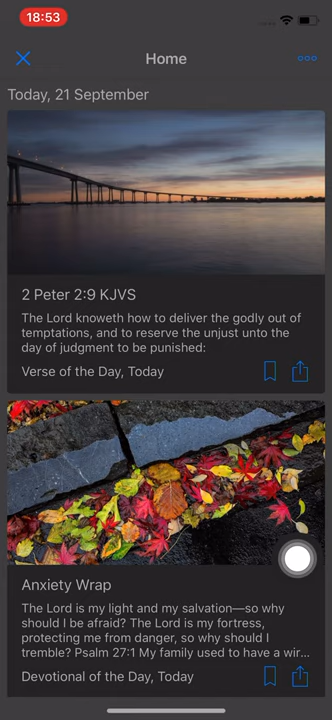 18:53
Home
Today, 21 September
2 Peter 2:9 KJVS
The Lord knoweth how to deliver the godly out of
temptations, and to reserve the unjust unto the
day of judgment to be punished:
Verse of the Day, Today
Anxiety Wrap
The Lord is my light and my salvation—so why
should I be afraid? The Lord is my fortress,
protecting me from danger, so why should I
tremble? Psalm 27:1 My family used to have a wir...
Devotional of the Day, Today